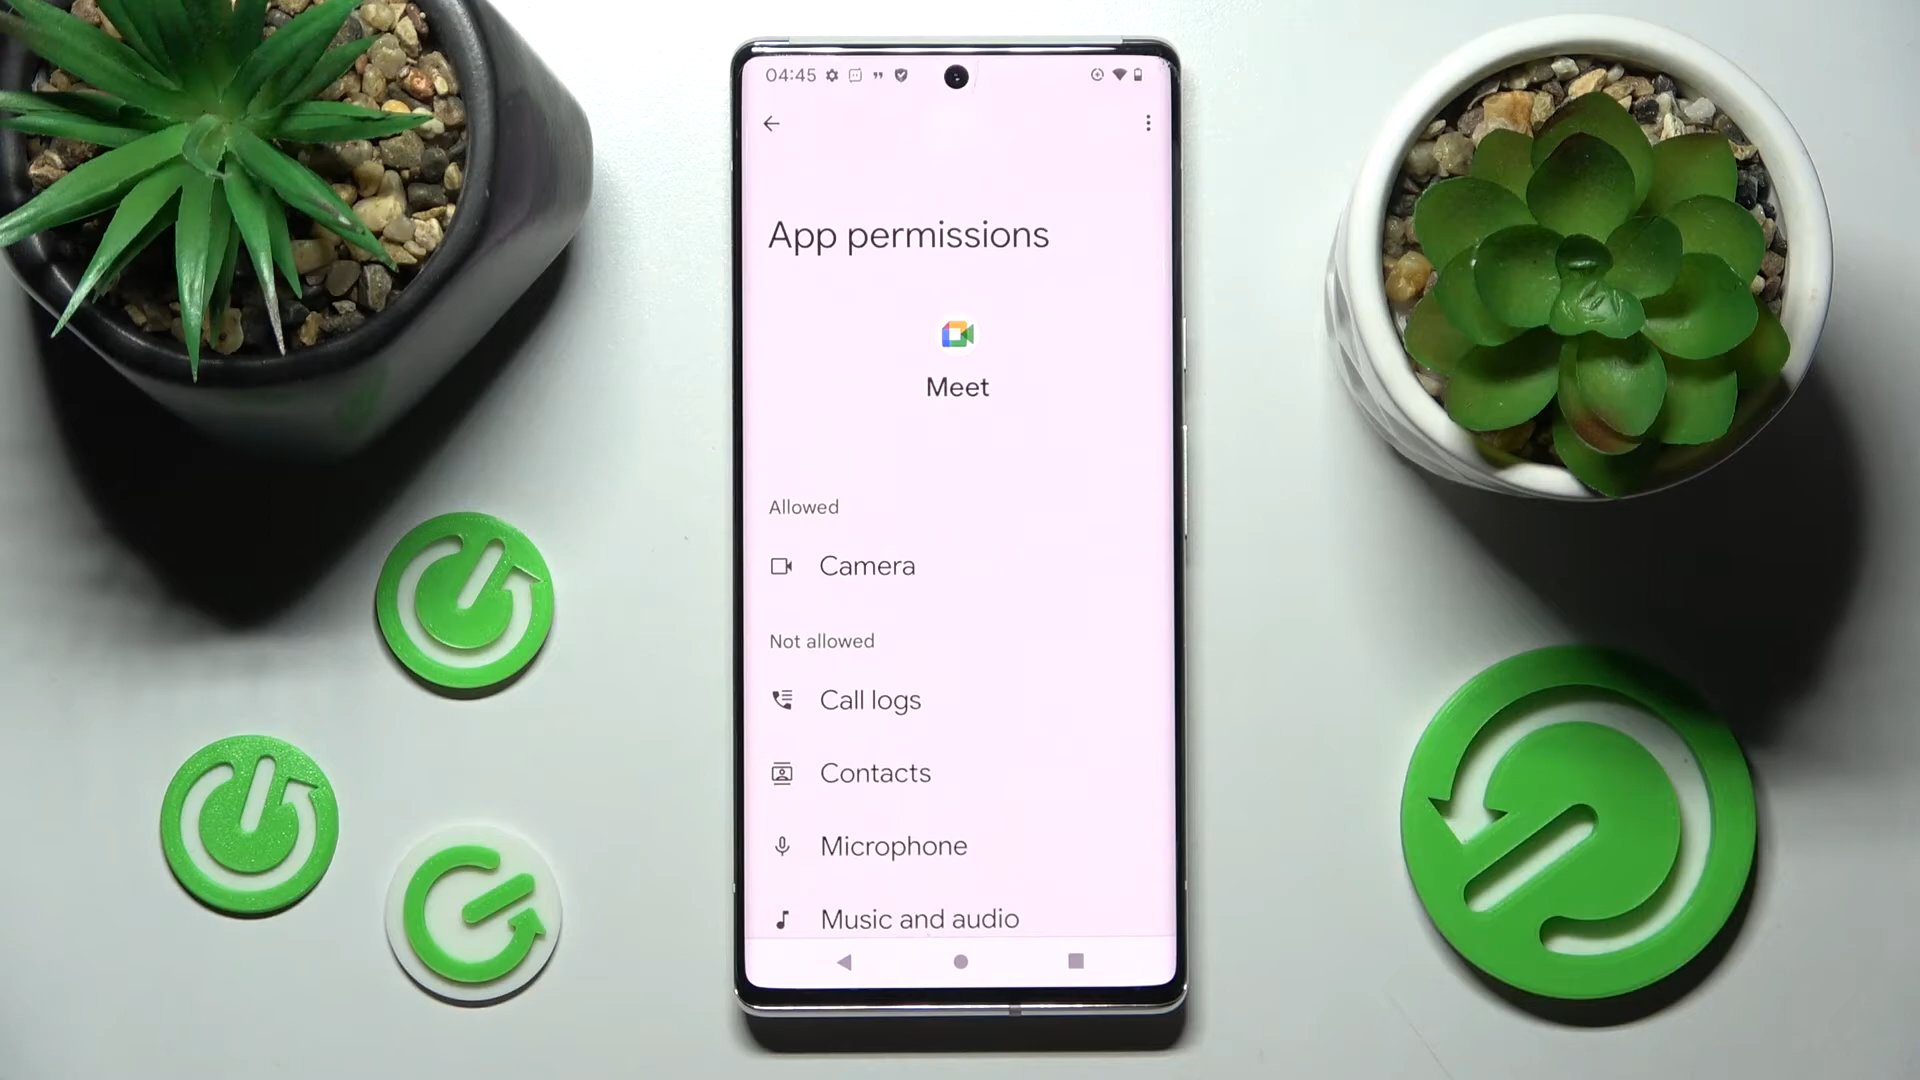 04:45
App permissions
Meet
Allowed
Camera
Not allowed
Call logs
Contacts
Microphone
Music and audio